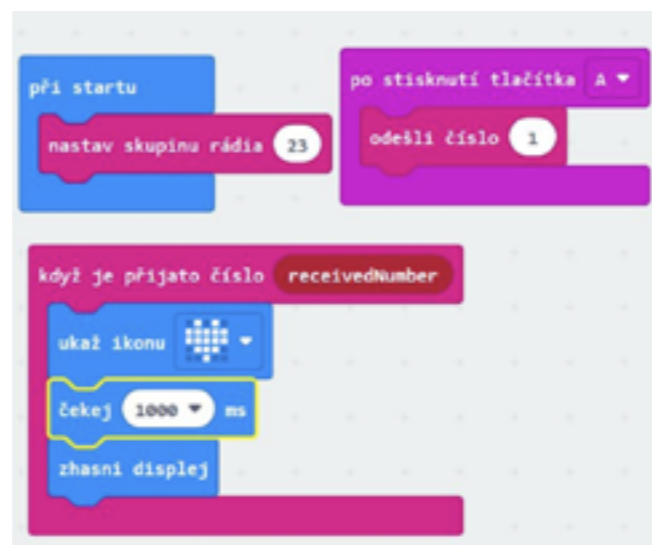 při startu
nastav skupinu rádia 23
po stisknutí tlačítka A
odešli číslo 1
když je přijato číslo receivedNumber
ukaž ikonu
čekej 1000 ms
zhasni displej